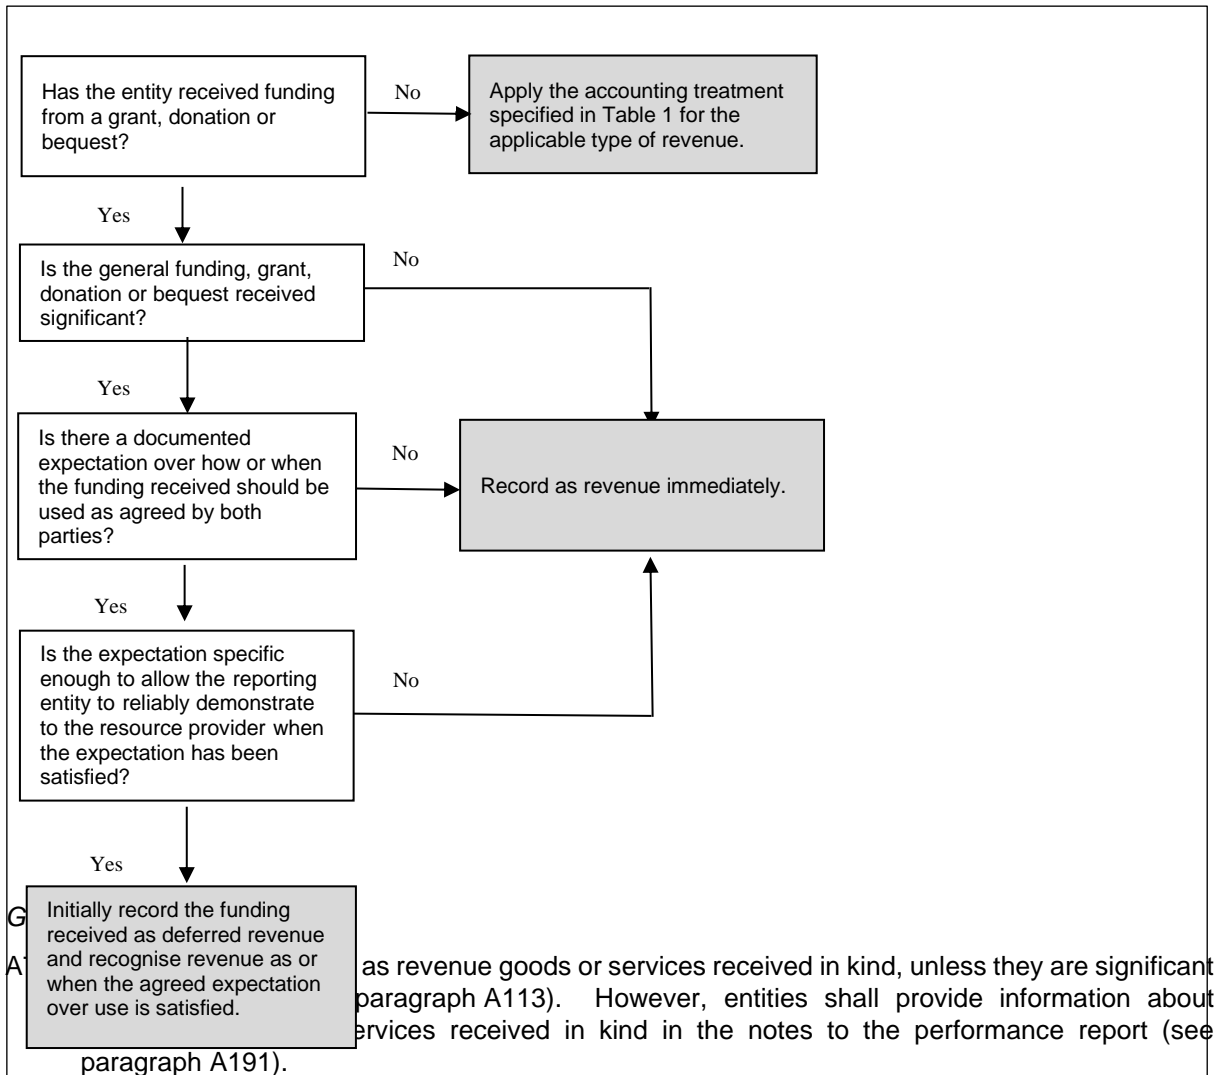 Has the entity received funding
from a grant, donation or
bequest?
No
Apply the accounting treatment
specified in Table 1 for the
applicable type of revenue.
Yes
Is the general funding, grant,
donation or bequest received
significant?
No
Yes
Is there a documented
expectation over how or when
the funding received should be
used as agreed by both
parties?
No
Record as revenue immediately.
Yes
Is the expectation specific
enough to allow the reporting
entity to reliably demonstrate
to the resource provider when
the expectation has been
satisfied?
No
Yes
Initially record the funding
received as deferred revenue
and recognise revenue as or
when the agreed expectation
over use is satisfied.
as revenue goods or services received in kind, unless they are significant
paragraph A113). However, entities shall provide information about
received in kind in the notes to the performance report (see
paragraph A191).